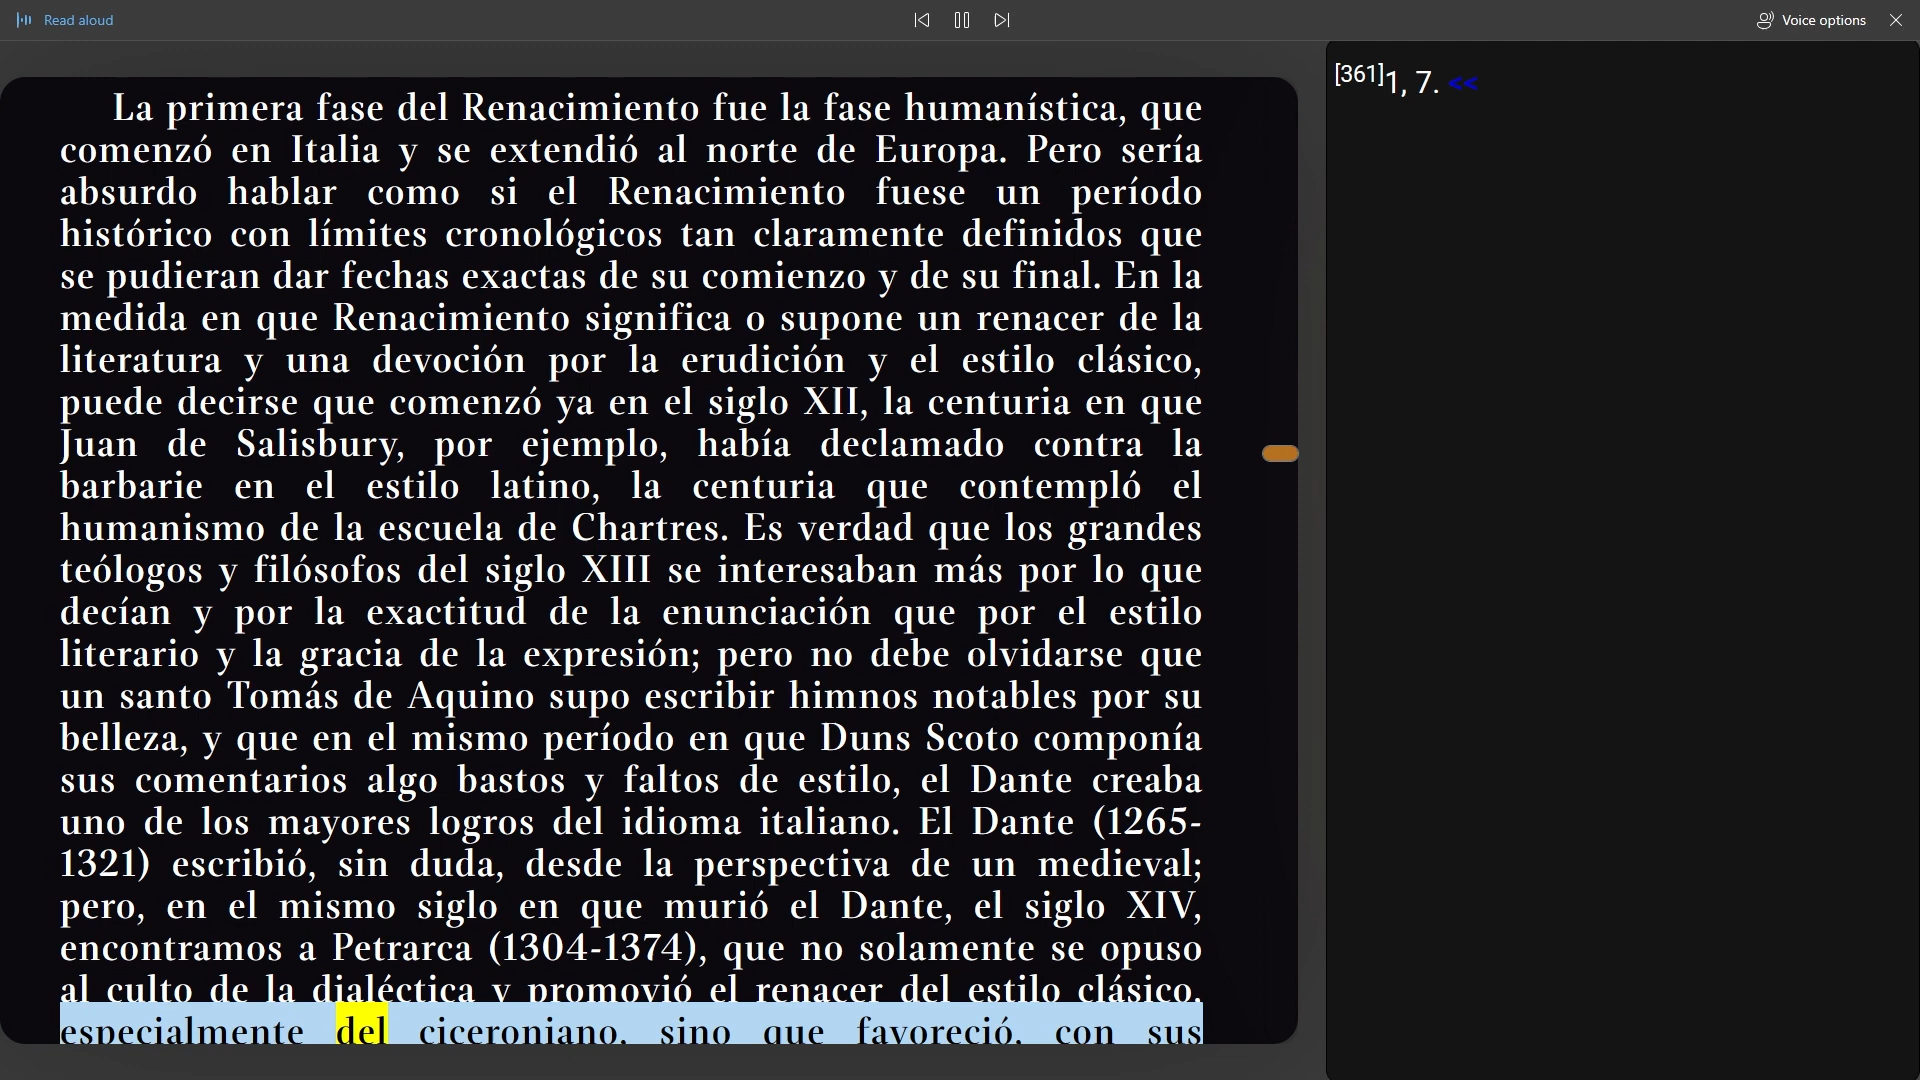 Read aloud
Voice options
La primera fase del Renacimiento fue la fase humanística, que
comenzó en Italia y se extendió al norte de Europa. Pero sería
absurdo hablar como si el Renacimiento fuese un período
histórico con límites cronológicos tan claramente definidos que
se pudieran dar fechas exactas de su comienzo y de su final. En la
medida en que Renacimiento significa o supone un renacer de la
literatura y una devoción por la erudición y el estilo clásico,
puede decirse que comenzó ya en el siglo XII, la centuria en que
Juan de Salisbury, por ejemplo, había declamado contra la
barbarie en el estilo latino, la centuria que contempló el
humanismo de la escuela de Chartres. Es verdad que los grandes
teólogos y filósofos del siglo XIII se interesaban más por lo que
decían y por la exactitud de la enunciación que por el estilo
literario y la gracia de la expresión; pero no debe olvidarse que
un santo Tomás de Aquino supo escribir himnos notables por su
belleza, y que en el mismo período en que Duns Scoto componía
sus comentarios algo bastos y faltos de estilo, el Dante creaba
uno de los mayores logros del idioma italiano. El Dante (1265-
1321) escribió, sin duda, desde la perspectiva de un medieval;
pero, en el mismo siglo en que murió el Dante, el siglo XIV,
encontramos a Petrarca (1304-1374), que no solamente se opuso
al culto de la dialéctica y promovió el renacer del estilo clásico,
especialmente del ciceroniano, sino que favoreció, con sus
[361]1, 7. <<